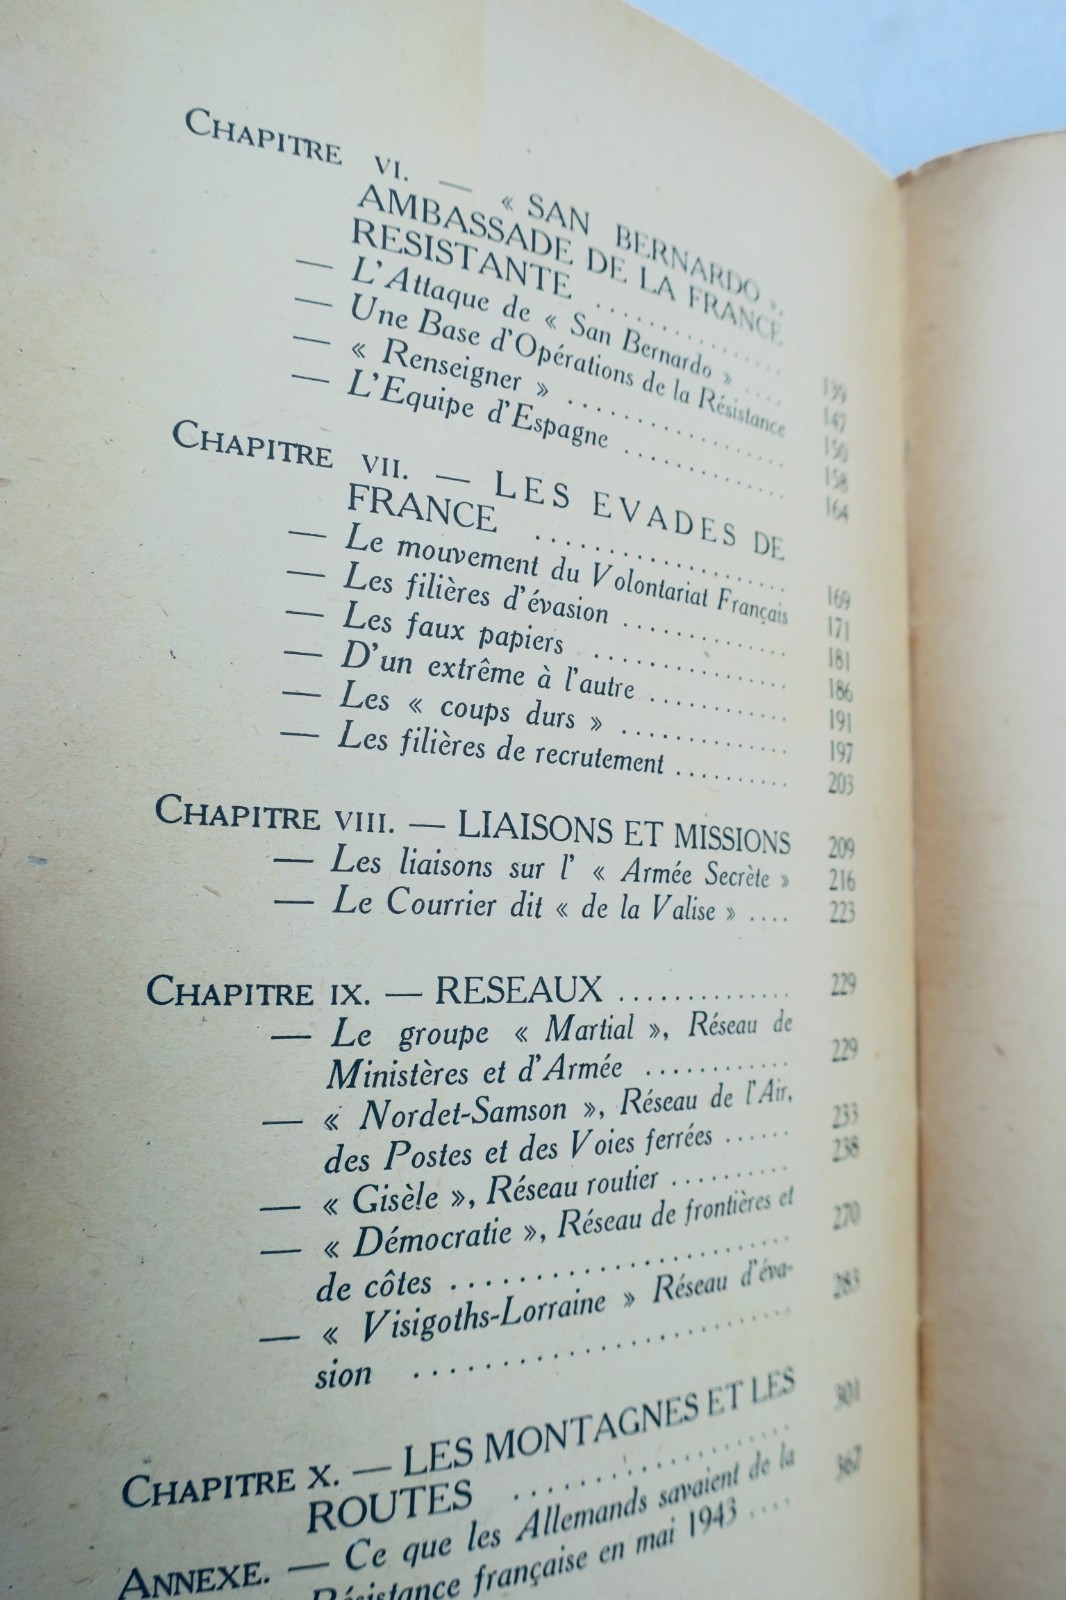 CHAPITRE VI. — « SAN BERNARDO »,
AMBASSADE DE LA FRANCE
RESISTANTE .................. 139
— L'Attaque de « San Bernardo » .... 147
— Une Base d'Opérations de la Résistance 150
— « Renseigner » .................. 158
— L'Equipe d'Espagne .............. 164
CHAPITRE VII. — LES EVADES DE
FRANCE .................. 169
— Le mouvement du Volontariat Français 171
— Les filières d'évasion .............. 181
— Les faux papiers ................ 186
— D'un extrême à l'autre ............ 191
— Les « coups durs » .............. 197
— Les filières de recrutement .......... 203
CHAPITRE VIII. — LIAISONS ET MISSIONS 209
— Les liaisons sur l' « Armée Secrète » 216
— Le Courrier dit « de la Valise » .... 223
CHAPITRE IX. — RESEAUX .............. 229
— Le groupe « Martial », Réseau de
Ministères et d'Armée ............ 229
— « Nordet-Samson », Réseau de l'Air,
des Postes et des Voies ferrées ...... 233
— « Gisèle », Réseau routier .......... 238
— « Démocratie », Réseau de frontières et
de côtes ...................... 270
— « Visigoths-Lorraine » Réseau d'éva-
sion ........................ 283
CHAPITRE X. — LES MONTAGNES ET LES
ROUTES .................. 301
ANNEXE. — Ce que les Allemands savaient de la
Résistance française en mai 1943 .... 367